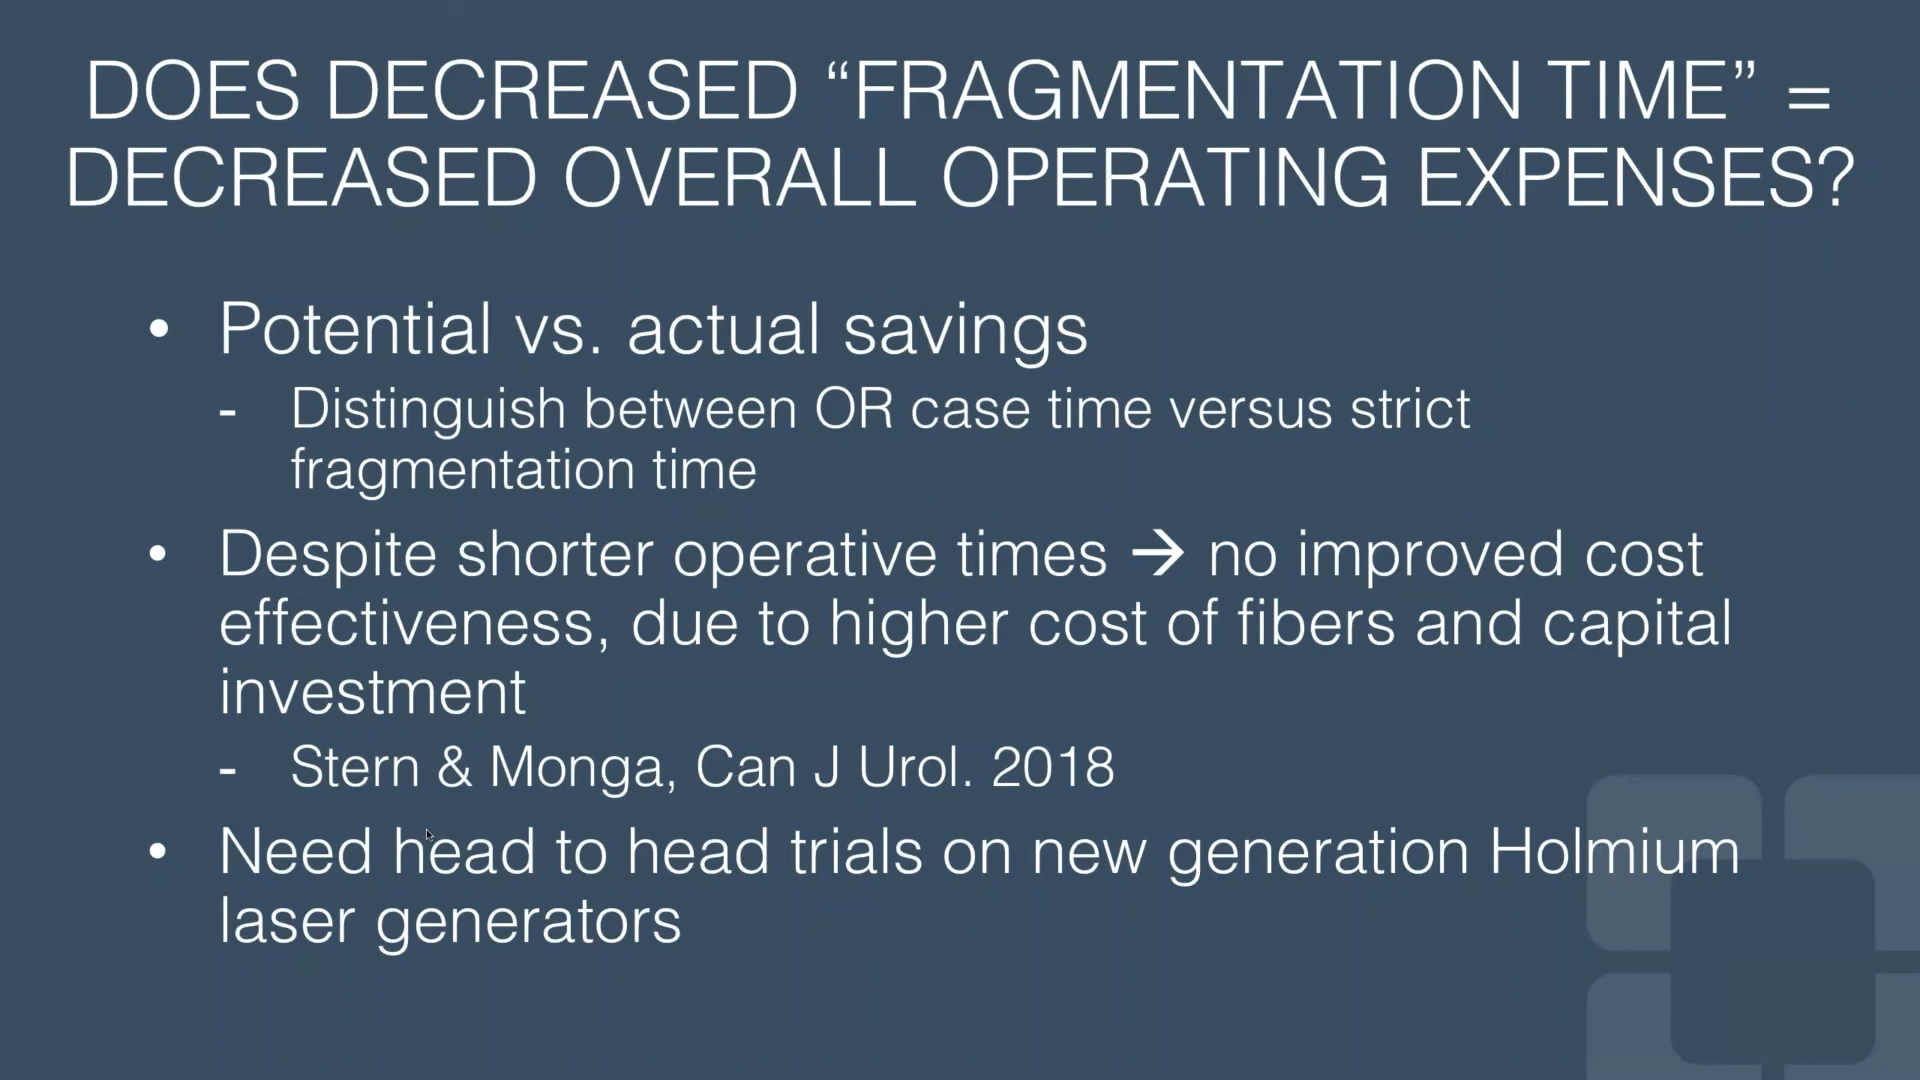 DOES DECREASED “FRAGMENTATION TIME” =
DECREASED OVERALL OPERATING EXPENSES?
• Potential vs. actual savings
- Distinguish between OR case time versus strict
fragmentation time
• Despite shorter operative times → no improved cost
effectiveness, due to higher cost of fibers and capital
investment
- Stern & Monga, Can J Urol. 2018
• Need head to head trials on new generation Holmium
laser generators